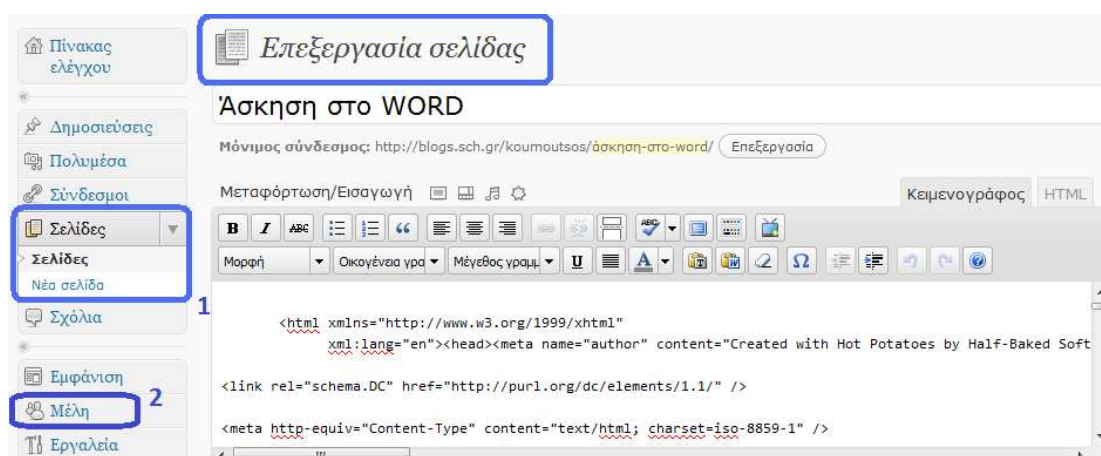 Πίνακας
ελέγχου
Δημοσιεύσεις
Πολυμέσα
Σύνδεσμοι
Σελίδες
Σελίδες
Νέα σελίδα
1
Σχόλια
Εμφάνιση
Μέλη
2
Εργαλεία
Επεξεργασία σελίδας
Άσκηση στο WORD
Μόνιμος σύνδεσμος: http://blogs.sch.gr/koumoutsos/άσκηση-στο-word/ Επεξεργασία
Μεταφόρτωση/Εισαγωγή
Κειμενογράφος HTML
B I ABC ABC
Μορφή Οικογένεια γρα Μέγεθος γραμμ U A
<html xmlns="http://www.w3.org/1999/xhtml"
xml:lang="en"><head><meta name="author" content="Created with Hot Potatoes by Half-Baked Soft
<link rel="schema.DC" href="http://purl.org/dc/elements/1.1/" />
<meta http-equiv="Content-Type" content="text/html; charset=iso-8859-1" />